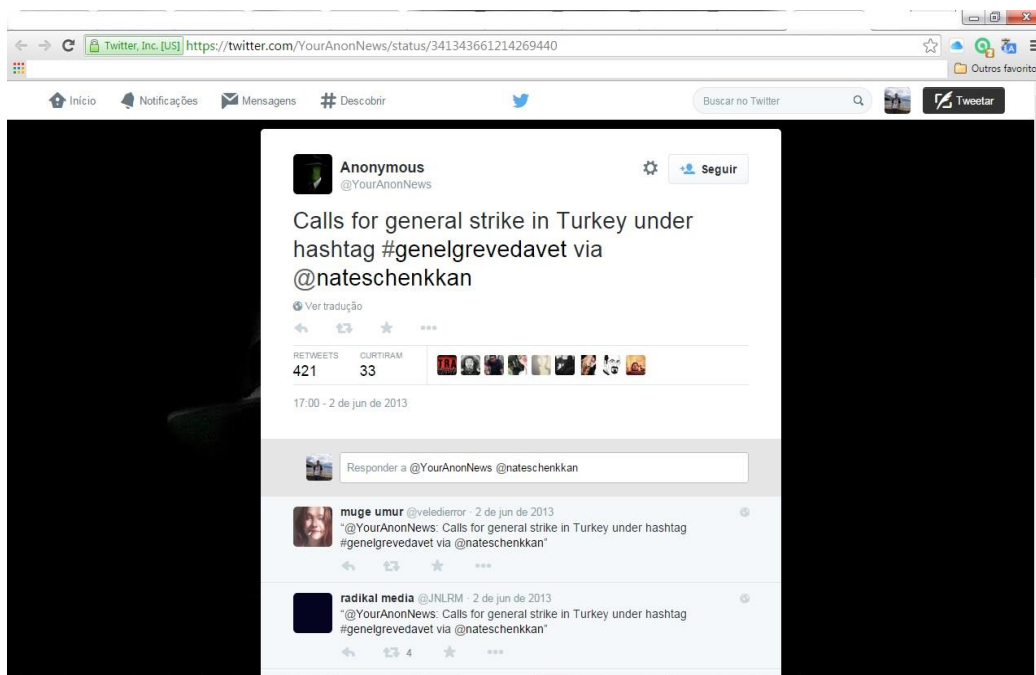 Twitter, Inc. [US] https://twitter.com/YourAnonNews/status/341343661214269440
Outros favorito
Início Notificações Mensagens # Descobrir Buscar no Twitter Tweetar
Anonymous
@YourAnonNews
Seguir
Calls for general strike in Turkey under
hashtag #genelgrevedavet via
@nateschenkkan
Ver tradução
RETWEETS CURTIRAM
421 33
17:00 - 2 de jun de 2013
Responder a @YourAnonNews @nateschenkkan
muge umur @veledierror · 2 de jun de 2013
“@YourAnonNews: Calls for general strike in Turkey under hashtag
#genelgrevedavet via @nateschenkkan”
radikal media @JNLRM · 2 de jun de 2013
“@YourAnonNews: Calls for general strike in Turkey under hashtag
#genelgrevedavet via @nateschenkkan”
4